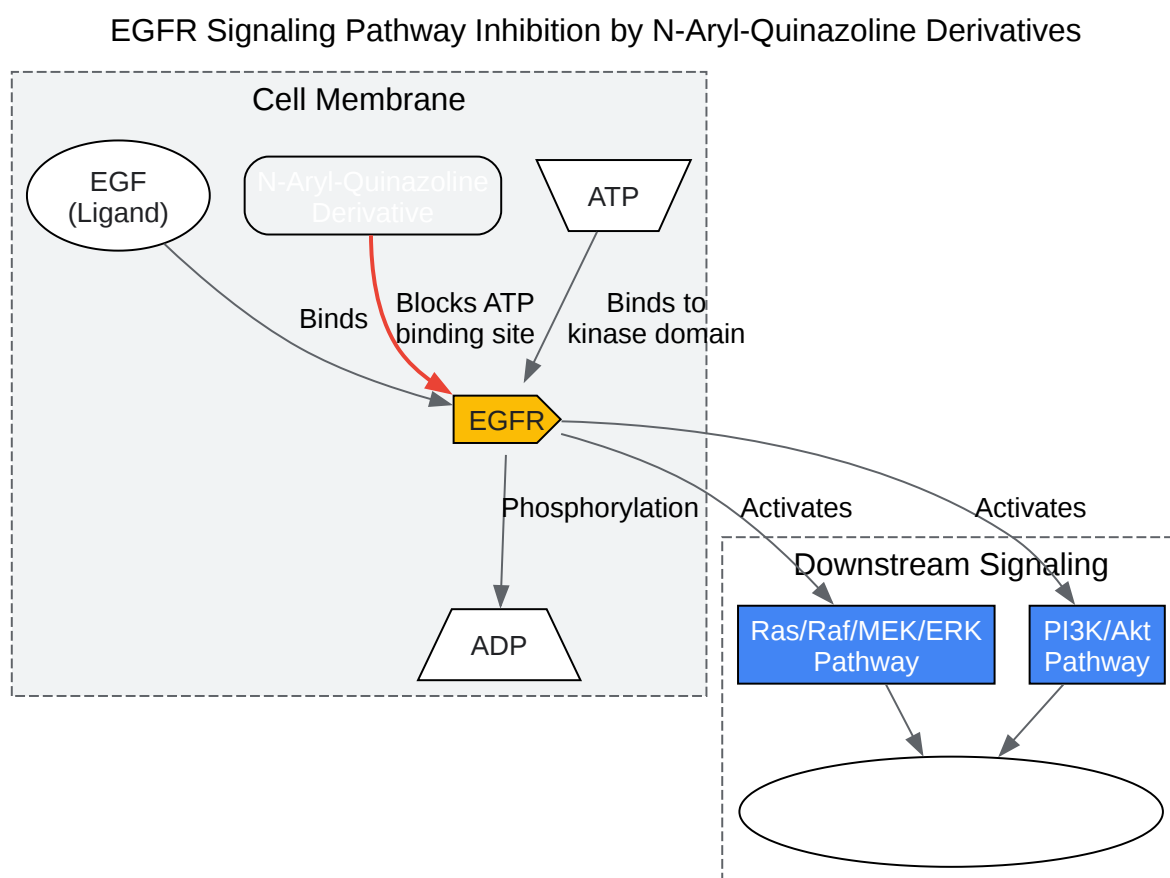 EGFR Signaling Pathway Inhibition by N-Aryl-Quinazoline Derivatives
Cell Membrane
EGF
(Ligand)
N-Aryl-Quinazoline
Derivative
ATP
Binds
Blocks ATP
binding site
Binds to
kinase domain
EGFR
Phosphorylation
Activates
Activates
Downstream Signaling
ADP
Ras/Raf/MEK/ERK
Pathway
PI3K/Akt
Pathway